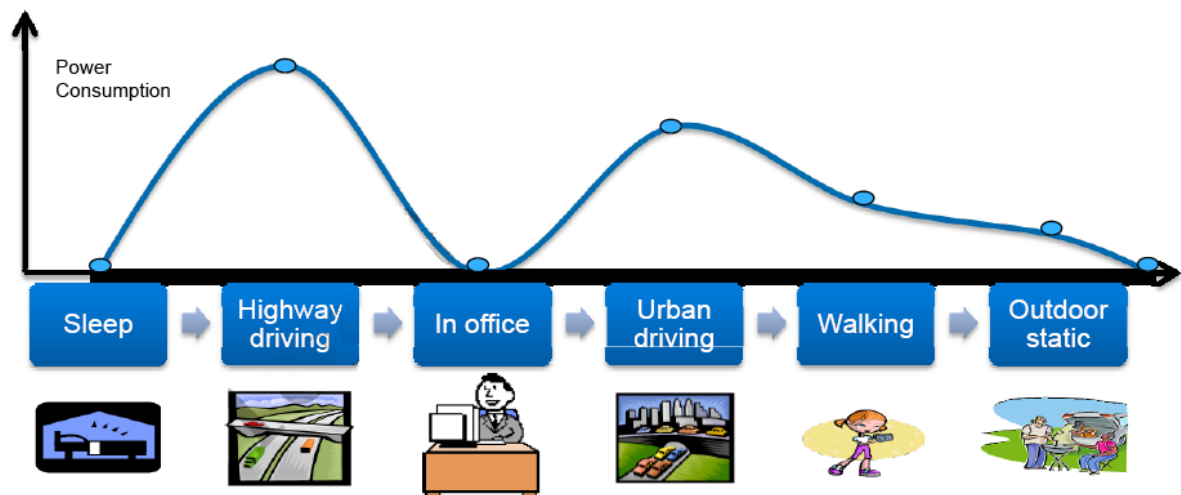 Power
Consumption
Sleep
Highway
driving
In office
Urban
driving
Walking
Outdoor
static